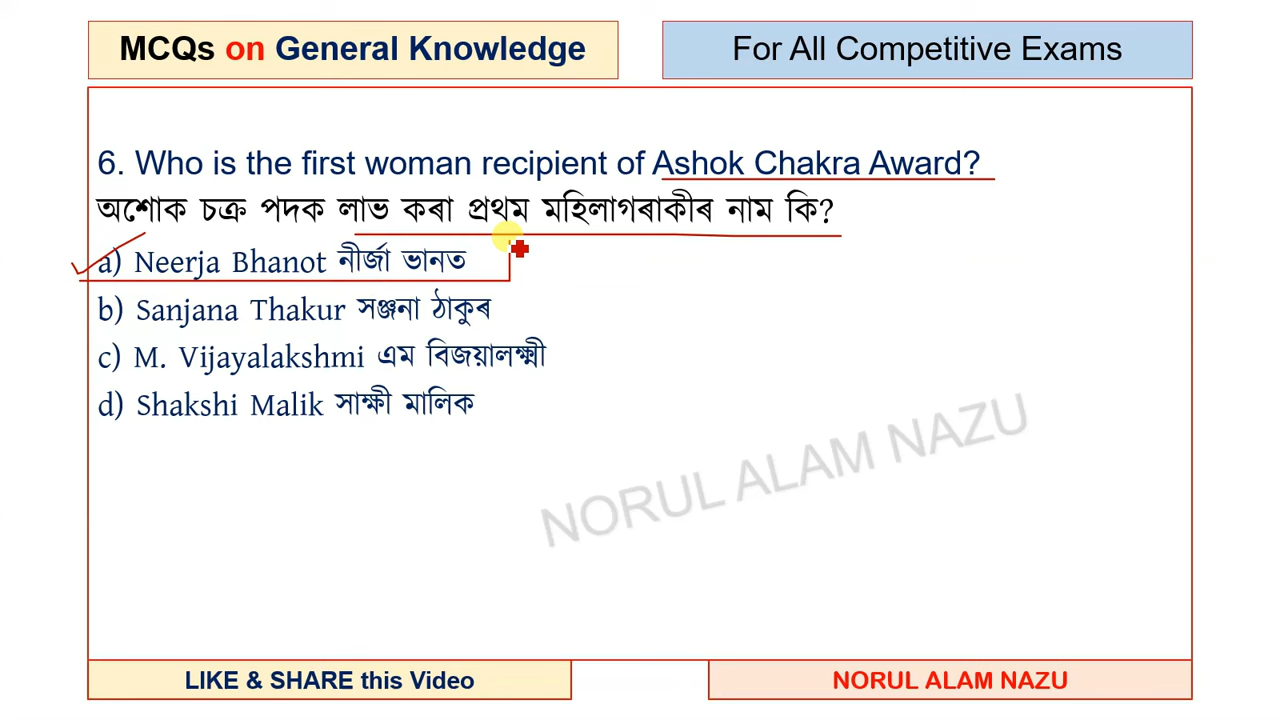 MCQs on General Knowledge
For All Competitive Exams
6. Who is the first woman recipient of Ashok Chakra Award?
অশোক চক্ৰ পদক লাভ কৰা প্ৰথম মহিলাগৰাকীৰ নাম কি?
a) Neerja Bhanot নীৰ্জা ভানত
b) Sanjana Thakur সঞ্জনা ঠাকুৰ
c) M. Vijayalakshmi এম বিজয়ালক্ষ্মী
d) Shakshi Malik সাক্ষী মালিক
NORUL ALAM NAZU
LIKE & SHARE this Video
NORUL ALAM NAZU